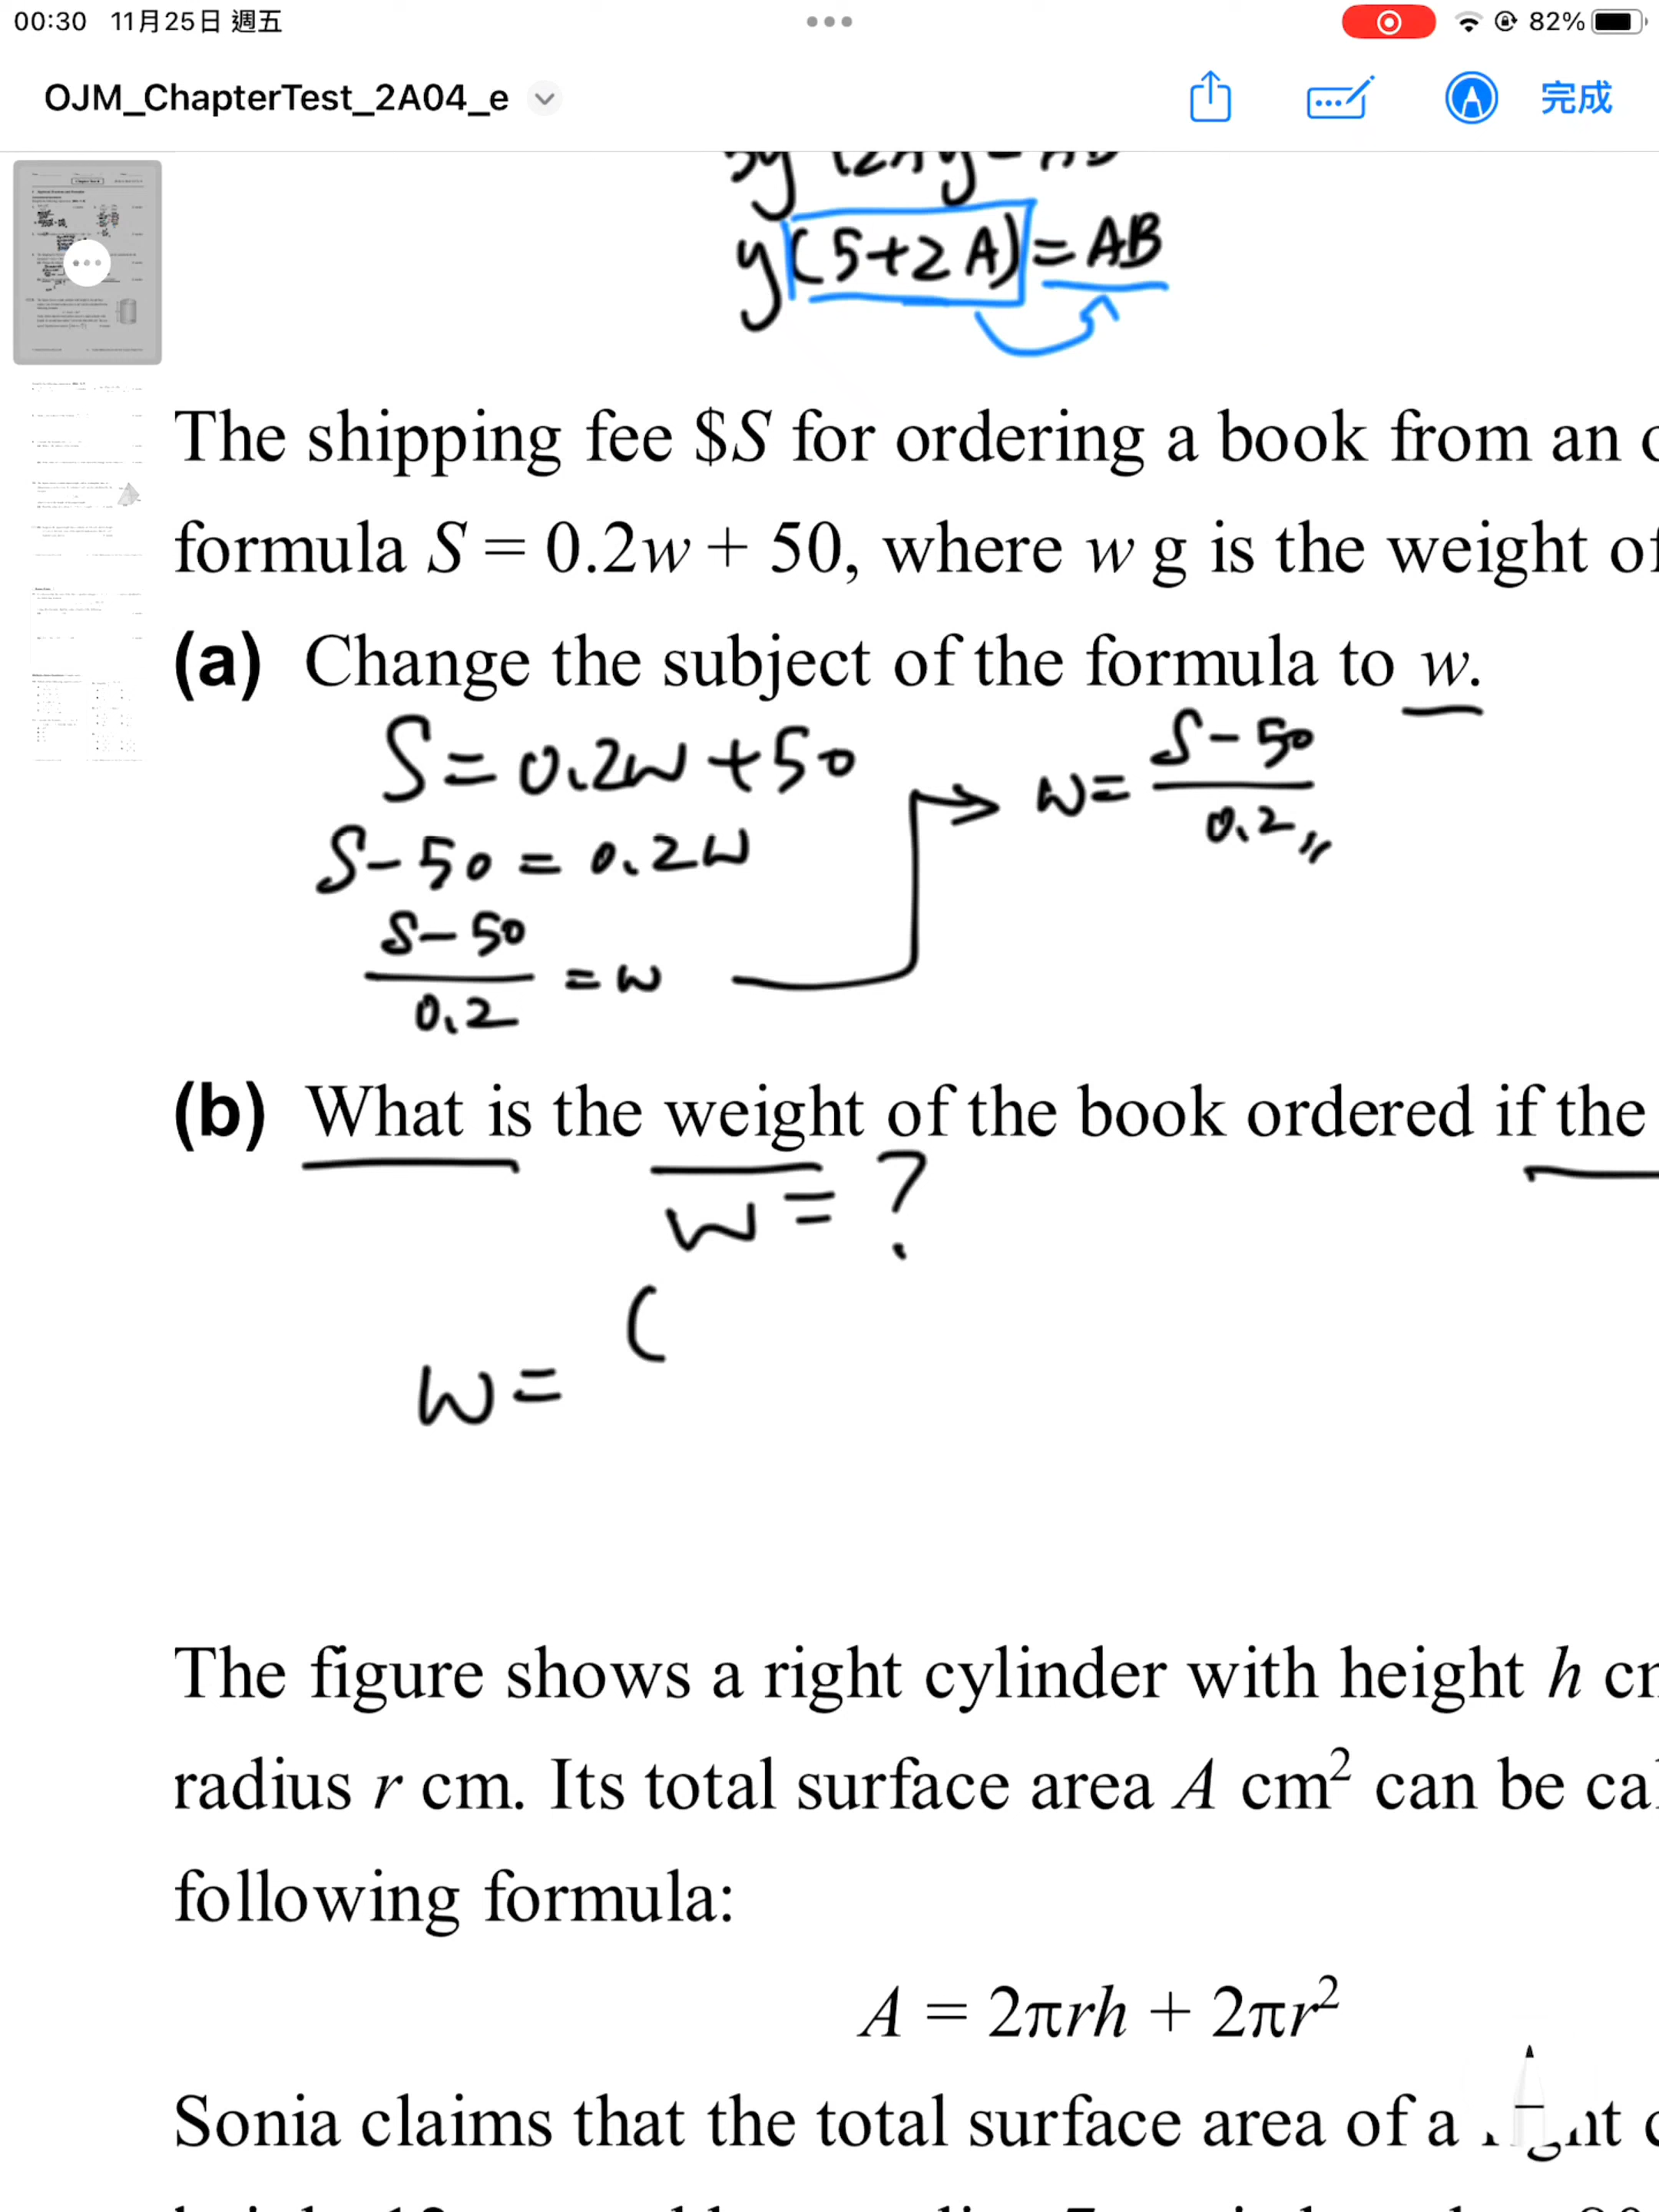 00:30 11月25日 週五
82%
OJM_ChapterTest_2A04_e
完成
y(5+2A)=AB
The shipping fee $S for ordering a book from an
formula S = 0.2w + 50, where w g is the weight of
(a) Change the subject of the formula to w.
S=0.2w+50
S-50=0.2w
S-50
0.2
=w
w=
S-50
0.2
(b) What is the weight of the book ordered if the
w=?
w= (
The figure shows a right cylinder with height h
radius r cm. Its total surface area A cm² can be
following formula:
A = 2πrh + 2πr²
Sonia claims that the total surface area of a